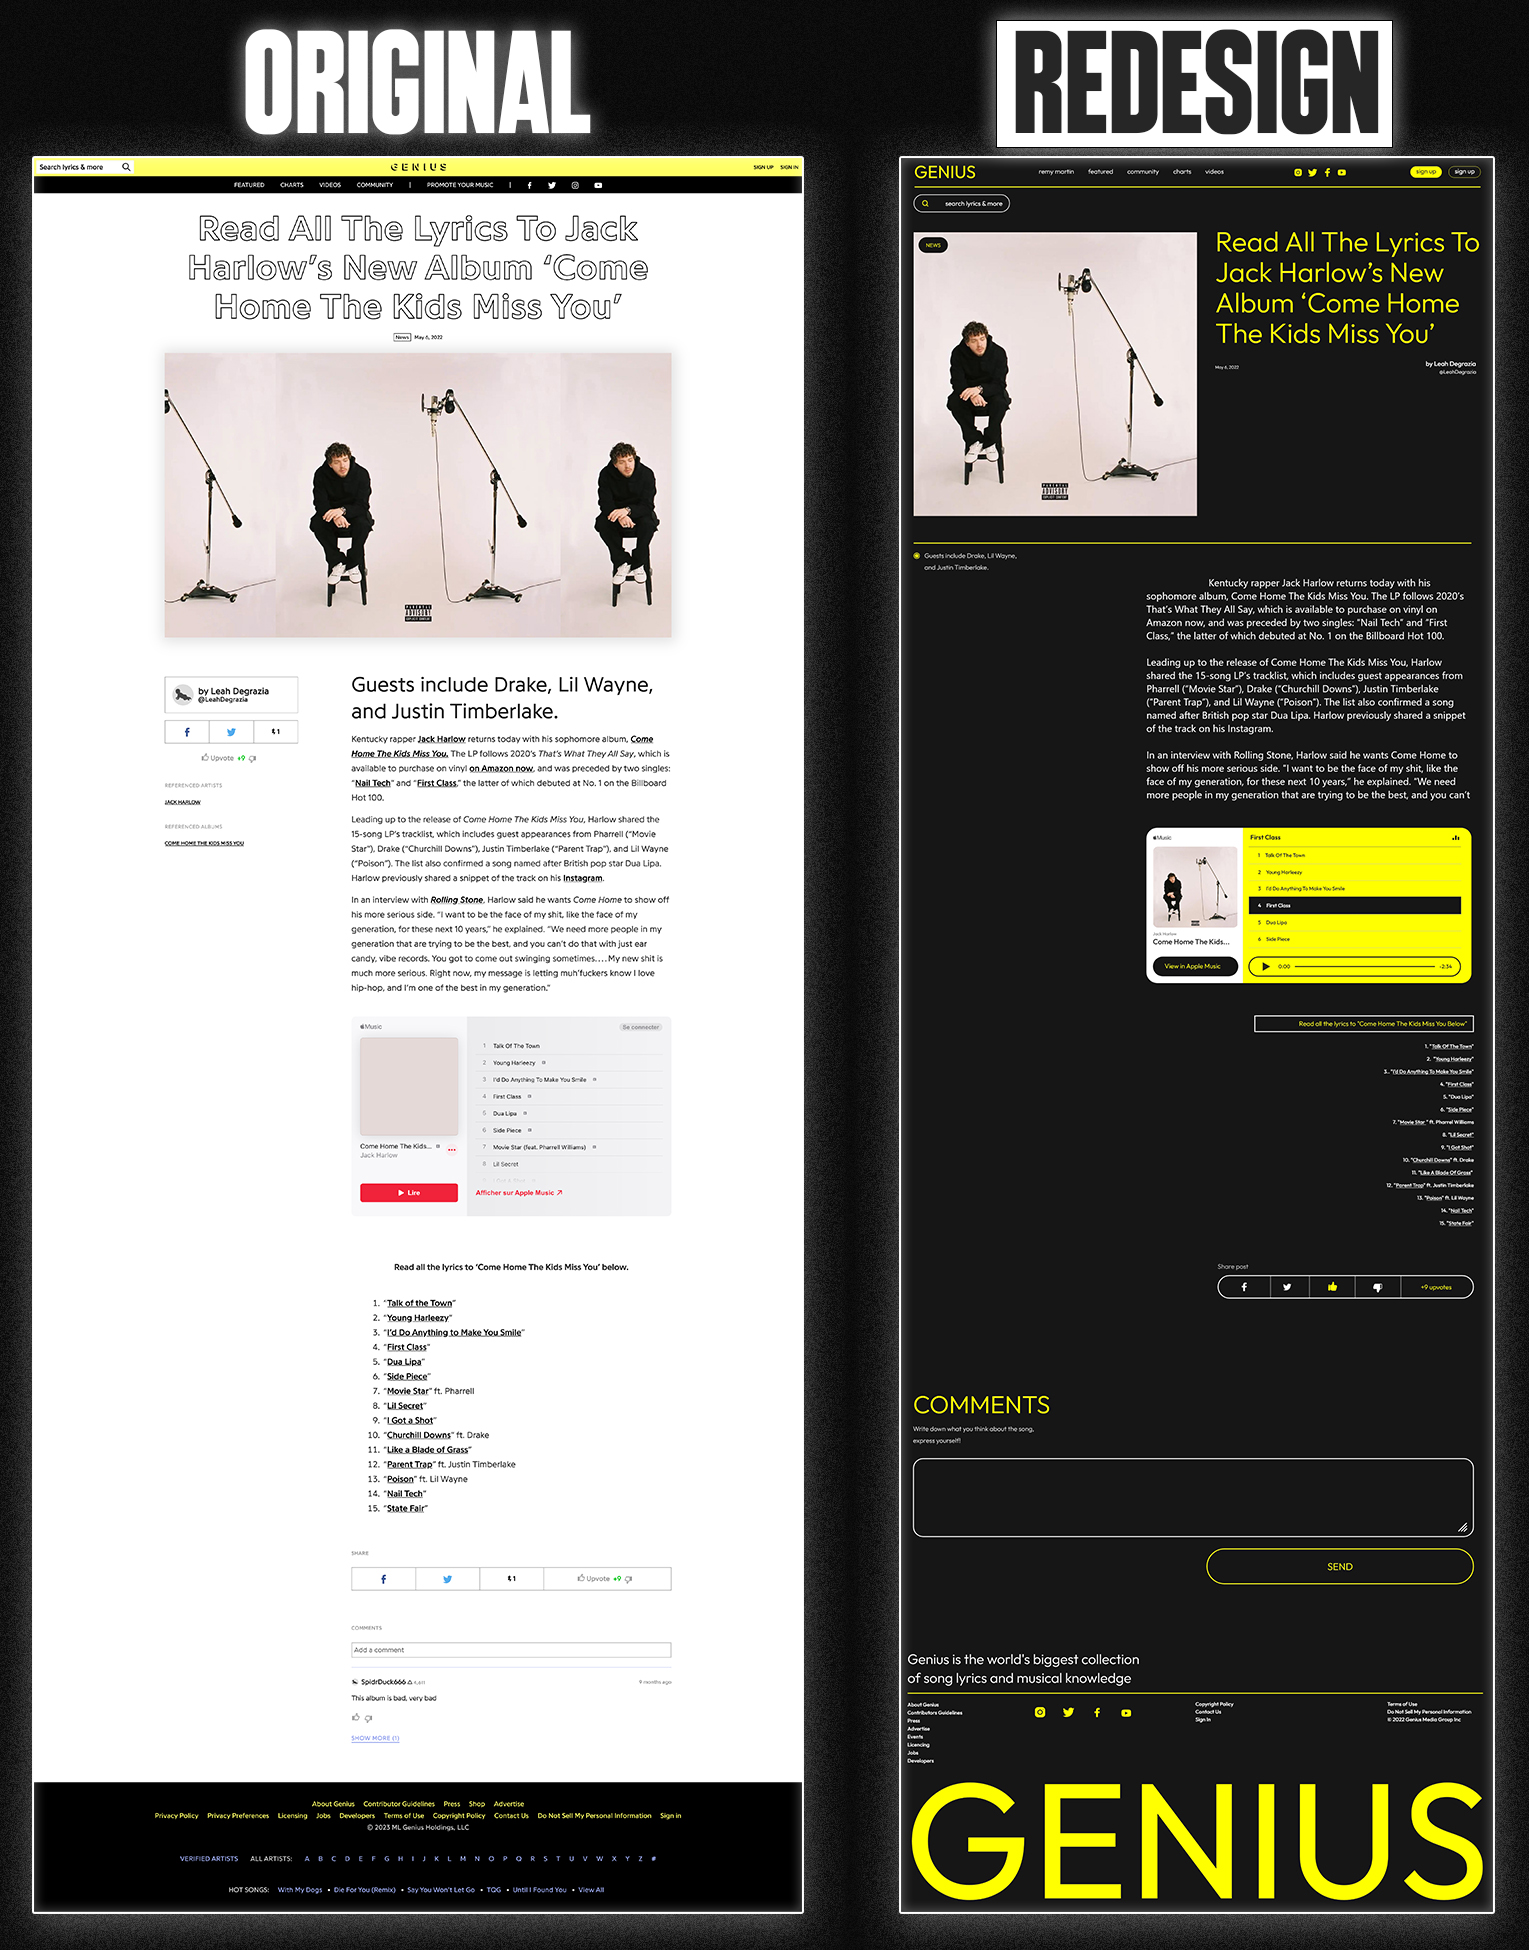 ORIGINAL
REDESIGN
Search lyrics & more
GENIUS
SIGN UP SIGN IN
FEATURED CHARTS VIDEOS COMMUNITY | PROMOTE YOUR MUSIC |
Read All The Lyrics To Jack
Harlow’s New Album ‘Come
Home The Kids Miss You’
News May 6, 2022
PARENTAL
ADVISORY
EXPLICIT CONTENT
by Leah Degrazia
@LeahDegrazia
1
Upvote +9
REFERENCED ARTISTS
JACK HARLOW
REFERENCED ALBUMS
COME HOME THE KIDS MISS YOU
Guests include Drake, Lil Wayne,
and Justin Timberlake.
Kentucky rapper Jack Harlow returns today with his sophomore album, Come
Home The Kids Miss You. The LP follows 2020’s That’s What They All Say, which is
available to purchase on vinyl on Amazon now, and was preceded by two singles:
“Nail Tech” and “First Class,” the latter of which debuted at No. 1 on the Billboard
Hot 100.
Leading up to the release of Come Home The Kids Miss You, Harlow shared the
15-song LP’s tracklist, which includes guest appearances from Pharrell (“Movie
Star”), Drake (“Churchill Downs”), Justin Timberlake (“Parent Trap”), and Lil Wayne
(“Poison”). The list also confirmed a song named after British pop star Dua Lipa.
Harlow previously shared a snippet of the track on his Instagram.
In an interview with Rolling Stone, Harlow said he wants Come Home to show off
his more serious side. “I want to be the face of my shit, like the face of my
generation, for these next 10 years,” he explained. “We need more people in my
generation that are trying to be the best, and you can’t do that with just ear
candy, vibe records. You got to come out swinging sometimes.... My new shit is
much more serious. Right now, my message is letting muh’fuckers know I love
hip-hop, and I’m one of the best in my generation.”
Music
Se connecter
1 Talk Of The Town
2 Young Harleezy E
3 I'd Do Anything To Make You Smile E
4 First Class E
5 Dua Lipa E
6 Side Piece E
7 Movie Star (feat. Pharrell Williams) E
8 Lil Secret
9 I Got A Shot E
Come Home The Kids... E
Jack Harlow
Lire
Afficher sur Apple Music ↗
Read all the lyrics to ‘Come Home The Kids Miss You’ below.
1. “Talk of the Town”
2. “Young Harleezy”
3. “I’d Do Anything to Make You Smile”
4. “First Class”
5. “Dua Lipa”
6. “Side Piece”
7. “Movie Star” ft. Pharrell
8. “Lil Secret”
9. “I Got a Shot”
10. “Churchill Downs” ft. Drake
11. “Like a Blade of Grass”
12. “Parent Trap” ft. Justin Timberlake
13. “Poison” ft. Lil Wayne
14. “Nail Tech”
15. “State Fair”
SHARE
1
Upvote +9
COMMENTS
Add a comment
SpidrDuck666
9 months ago
This album is bad, very bad
SHOW MORE (1)
About Genius Contributor Guidelines Press Shop Advertise
Privacy Policy Privacy Preferences Licensing Jobs Developers Terms of Use Copyright Policy Contact Us Do Not Sell My Personal Information Sign in
© 2023 ML Genius Holdings, LLC
VERIFIED ARTISTS ALL ARTISTS: A B C D E F G H I J K L M N O P Q R S T U V W X Y Z #
HOT SONGS: With My Dogs • Die For You (Remix) • Say You Won't Let Go • TQG • Until I Found You • View All
GENIUS
remy martin featured community charts videos
sign up sign up
search lyrics & more
NEWS
PARENTAL
ADVISORY
EXPLICIT CONTENT
Read All The Lyrics To
Jack Harlow’s New
Album ‘Come Home
The Kids Miss You’
May 6, 2022
by Leah Degrazia
@LeahDegrazia
Guests include Drake, Lil Wayne,
and Justin Timberlake.
Kentucky rapper Jack Harlow returns today with his
sophomore album, Come Home The Kids Miss You. The LP follows 2020’s
That’s What They All Say, which is available to purchase on vinyl on
Amazon now, and was preceded by two singles: “Nail Tech” and “First
Class,” the latter of which debuted at No. 1 on the Billboard Hot 100.
Leading up to the release of Come Home The Kids Miss You, Harlow
shared the 15-song LP’s tracklist, which includes guest appearances from
Pharrell (“Movie Star”), Drake (“Churchill Downs”), Justin Timberlake
(“Parent Trap”), and Lil Wayne (“Poison”). The list also confirmed a song
named after British pop star Dua Lipa. Harlow previously shared a snippet
of the track on his Instagram.
In an interview with Rolling Stone, Harlow said he wants Come Home to
show off his more serious side. “I want to be the face of my shit, like the
face of my generation, for these next 10 years,” he explained. “We need
more people in my generation that are trying to be the best, and you can’t
Music
Jack Harlow
Come Home The Kids...
View in Apple Music
First Class
1 Talk Of The Town
2 Young Harleezy
3 I'd Do Anything To Make You Smile
4 First Class
5 Dua Lipa
6 Side Piece
0:00 -2:34
Read all the lyrics to "Come Home The Kids Miss You Below"
1. "Talk Of The Town"
2. "Young Harleezy"
3.. "I'd Do Anything To Make You Smile"
4. "First Class"
5. "Dua Lipa"
6. "Side Piece"
7. "Movie Star " ft. Pharrell Williams
8. "Lil Secret"
9. "I Got Shot"
10. "Churchill Downs" ft. Drake
11. "Like A Blade Of Grass"
12. "Parent Trap" ft. Justin Timberlake
13. "Poison" ft. Lil Wayne
14. "Nail Tech"
15. "State Fair"
Share post
+9 upvotes
COMMENTS
Write down what you think about the song,
express yourself!
SEND
Genius is the world's biggest collection
of song lyrics and musical knowledge
About Genius
Contributors Guidelines
Press
Advertise
Events
Licencing
Jobs
Developers
Copyright Policy
Contact Us
Sign In
Terms of Use
Do Not Sell My Personal Information
© 2022 Genius Media Group Inc
GENIUS